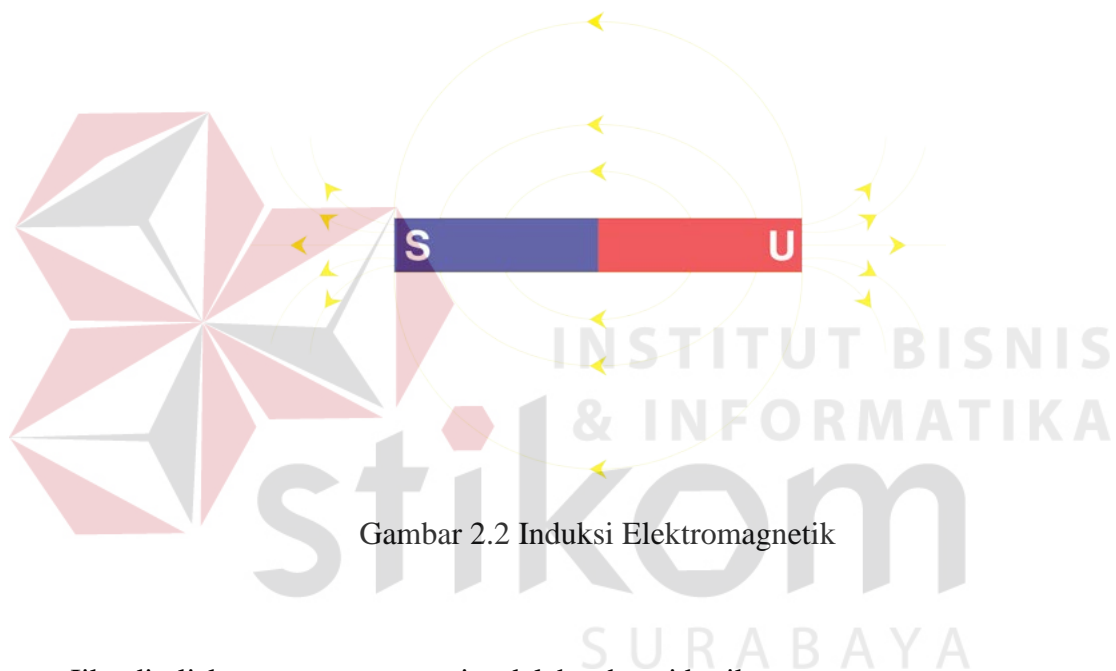 S U
INSTITUT BISNIS
& INFORMATIKA
stikom
Gambar 2.2 Induksi Elektromagnetik
SURABAYA